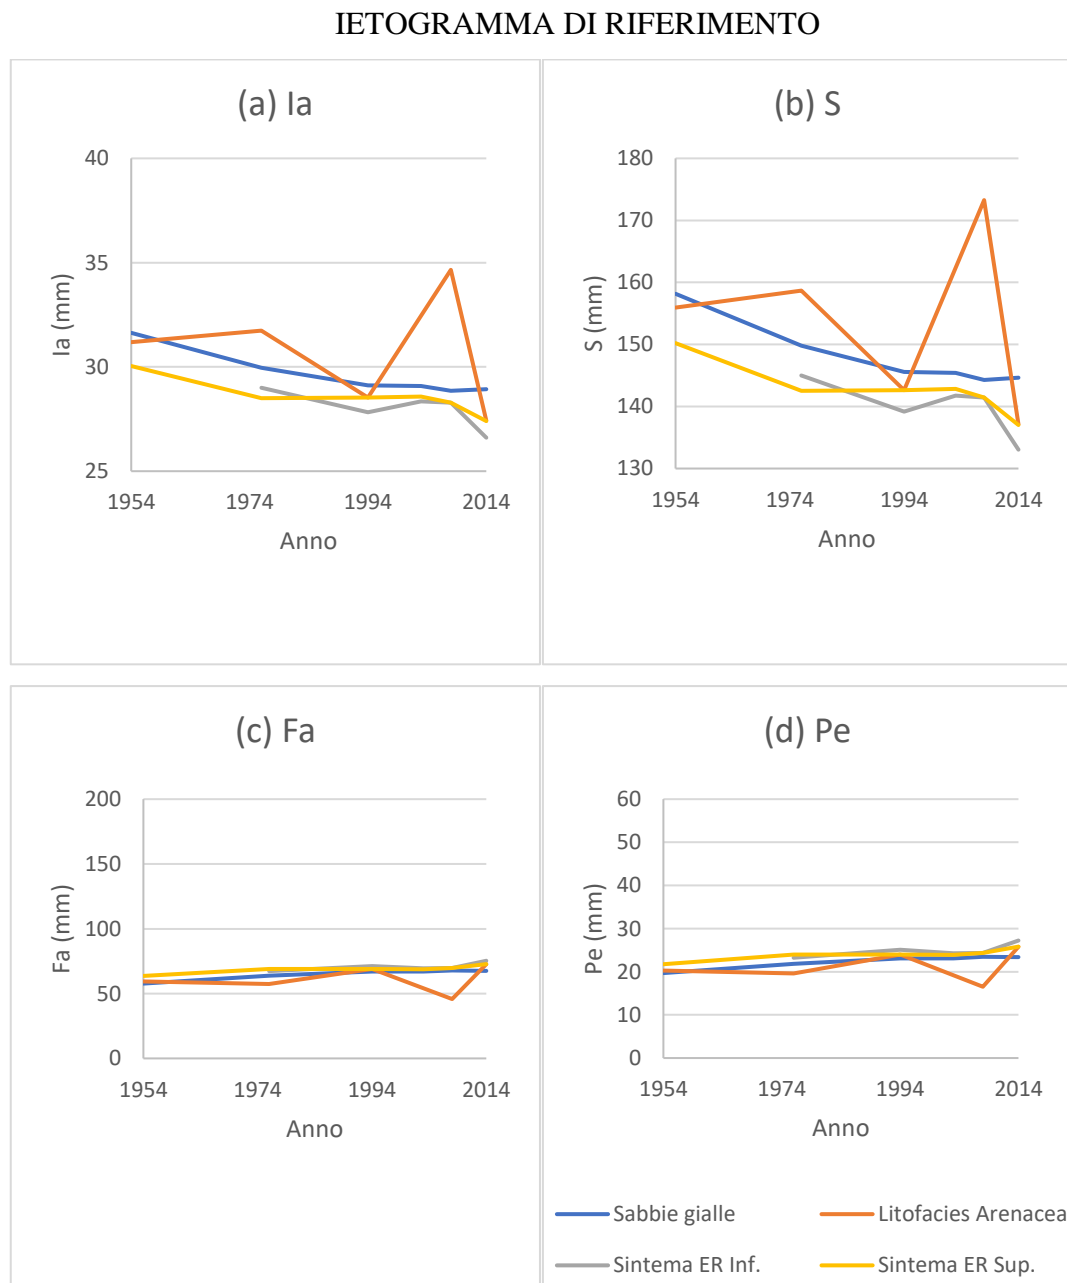 IETOGRAMMA DI RIFERIMENTO
(a) Ia
40
35
30
25
Ia (mm)
1954 1974 1994 2014
Anno
(b) S
180
170
160
150
140
130
S (mm)
1954 1974 1994 2014
Anno
(c) Fa
200
150
100
50
0
Fa (mm)
1954 1974 1994 2014
Anno
(d) Pe
60
50
40
30
20
10
0
Pe (mm)
1954 1974 1994 2014
Anno
Sabbie gialle Litofacies Arenacea
Sintema ER Inf. Sintema ER Sup.